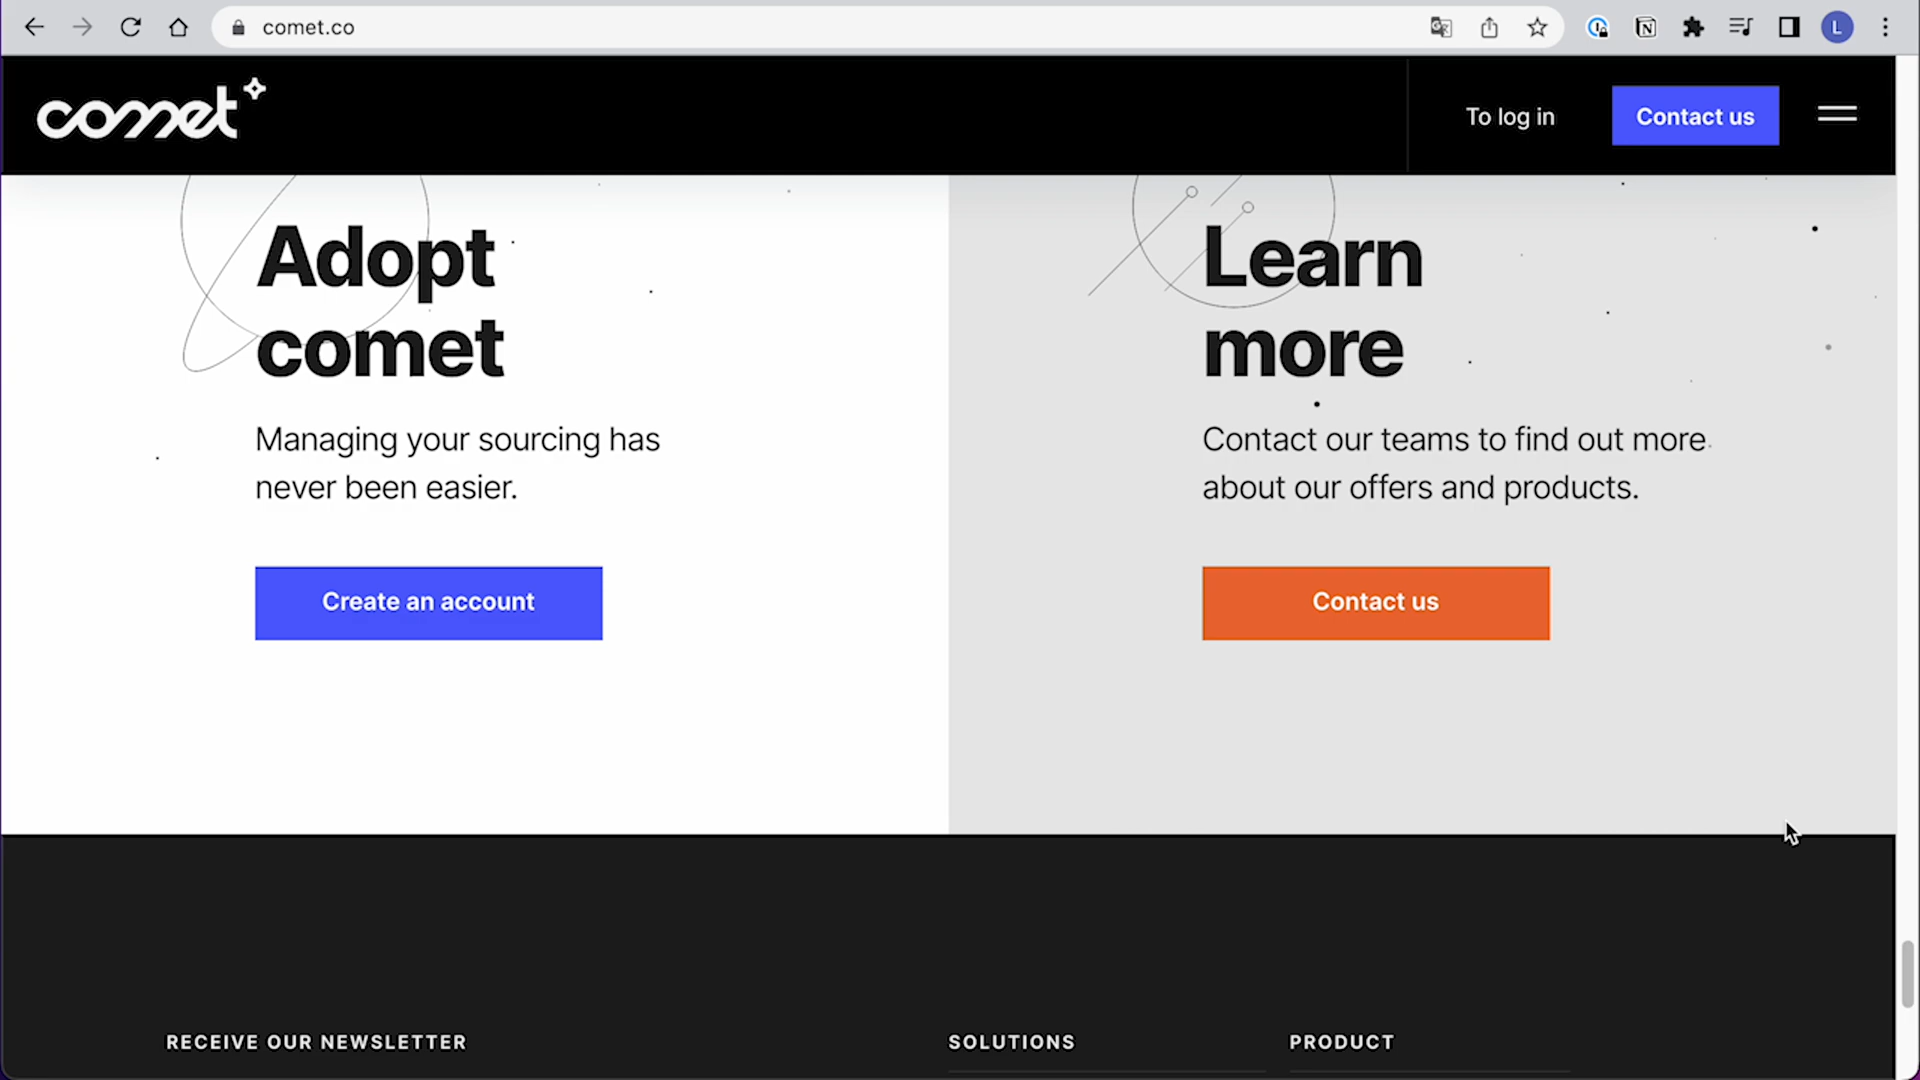 comet.co
L
comet
To log in
Contact us
Adopt
comet
Managing your sourcing has
never been easier.
Create an account
Learn
more
Contact our teams to find out more
about our offers and products.
Contact us
RECEIVE OUR NEWSLETTER
SOLUTIONS
PRODUCT